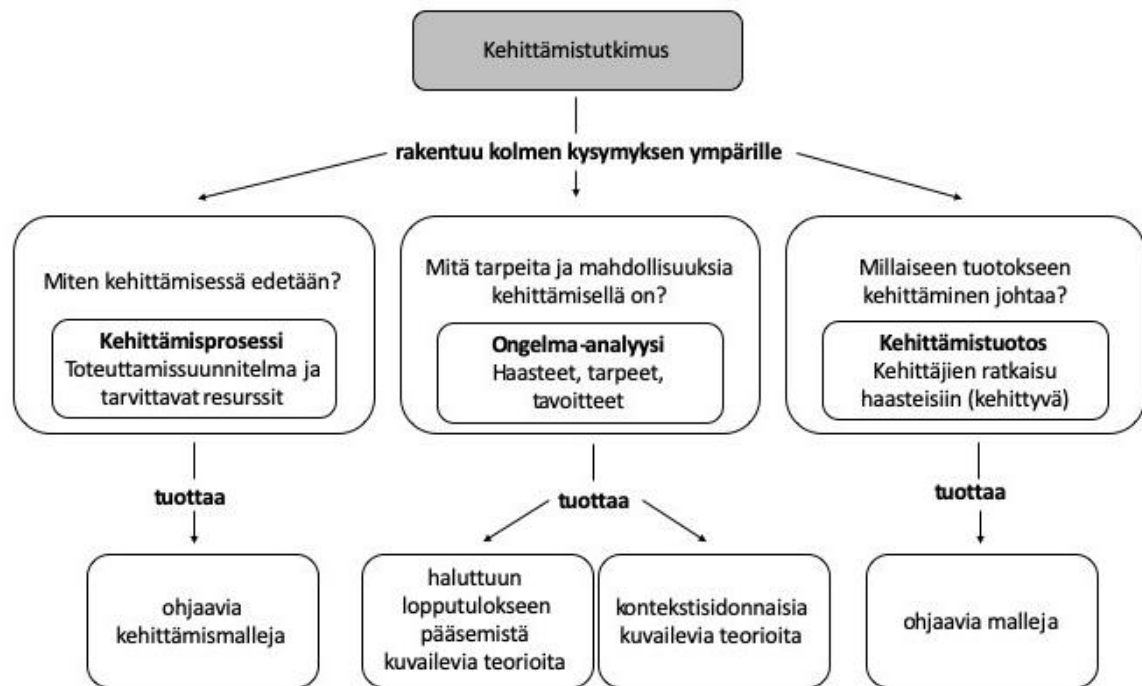 Kehittämistutkimus
rakentuu kolmen kysymyksen ympärille
Miten kehittämisessä edetään?
Kehittämisprosessi
Toteuttamissuunnitelma ja
tarvittavat resurssit
Mitä tarpeita ja mahdollisuuksia
kehittämisellä on?
Ongelma-analyysi
Haasteet, tarpeet,
tavoitteet
Millaiseen tuotokseen
kehittäminen johtaa?
Kehittämistuotos
Kehittäjien ratkaisu
haasteisiin (kehittyvä)
tuottaa
tuottaa
tuottaa
ohjaavia
kehittämismalleja
haluttuun
lopputulokseen
pääsemistä
kuvailevia teorioita
kontekstisidonnaisia
kuvailevia teorioita
ohjaavia malleja